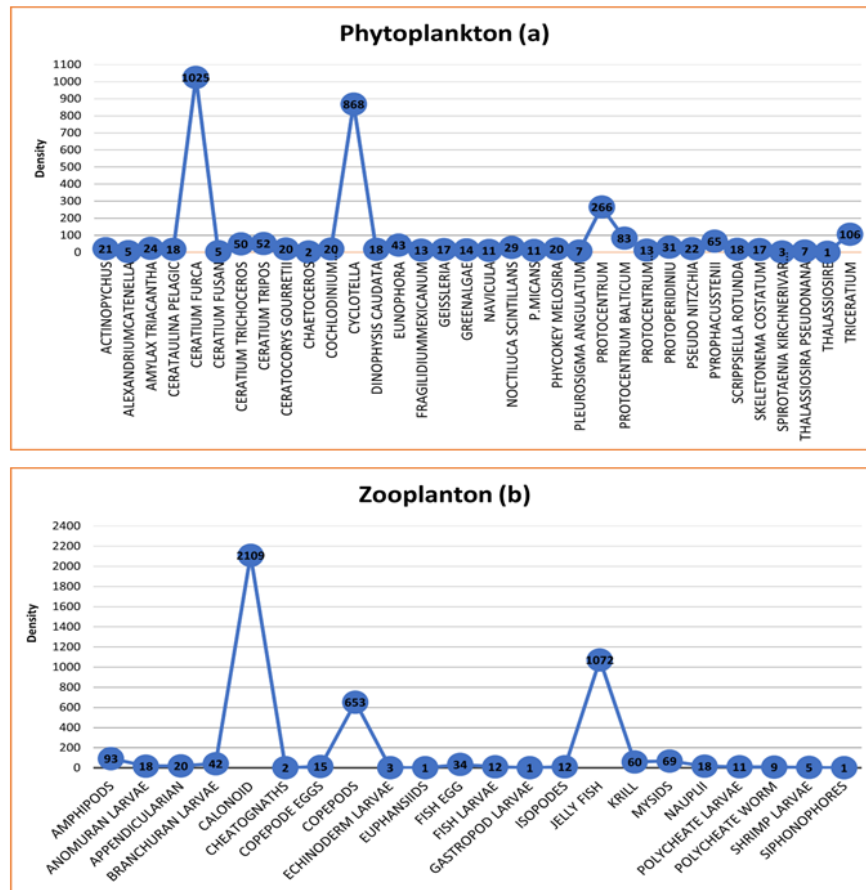 Phytoplankton (a)
1100
1000
900
800
700
600
500
400
300
200
100
0
Density
21
5
24
18
1025
5
50
52
20
2
20
868
18
43
13
17
14
11
29
11
20
7
266
83
13
31
22
65
18
17
3
7
1
106
ACTINOPYCHUS
ALEXANDRIUMCATENELLA
AMYLAX TRIACANTHA
CERATAULINA PELAGIC
CERATIUM FURCA
CERATIUM FUSAN
CERATIUM TRICHOCEROS
CERATIUM TRIPOS
CERATOCORYS GOURRETII
CHAETOCEROS
COCHLODINIUM
CYCLOTELLA
DINOPHYSIS CAUDATA
EUNOPHORA
FRAGILIDIUMMEXICANUM
GEISSLERIA
GREENALGAE
NAVICULA
NOCTILUCA SCINTILLANS
P.MICANS
PHYCOKEY MELOSIRA
PLEUROSIGMA ANGULATUM
PROTOCENTRUM
PROTOCENTRUM BALTICUM
PROTOCENTRUM
PROTOPERIDINIU
PSEUDO NITZCHIA
PYROPHACUSSTENII
SCRIPPSIELLA ROTUNDA
SKELETONEMA COSTATUM
SPIROTAENIA KIRCHNERIVAR.
THALASSIOSIRA PSEUDONANA
THALASSIOSIRE
TRICERATIUM
Zooplanton (b)
2400
2200
2000
1800
1600
1400
1200
1000
800
600
400
200
0
Density
93
18
20
42
2109
2
15
653
3
1
34
12
1
12
1072
60
69
18
11
9
5
1
AMPHIPODS
ANOMURAN LARVAE
APPENDICULARIAN
BRANCHURAN LARVAE
CALONOID
CHEATOGNATHS
COPEPODE EGGS
COPEPODS
ECHINODERM LARVAE
EUPHANSIIDS
FISH EGG
FISH LARVAE
GASTROPOD LARVAE
ISOPODES
JELLY FISH
KRILL
MYSIDS
NAUPLII
POLYCHEATE LARVAE
POLYCHEATE WORM
SHRIMP LARVAE
SIPHONOPHORES